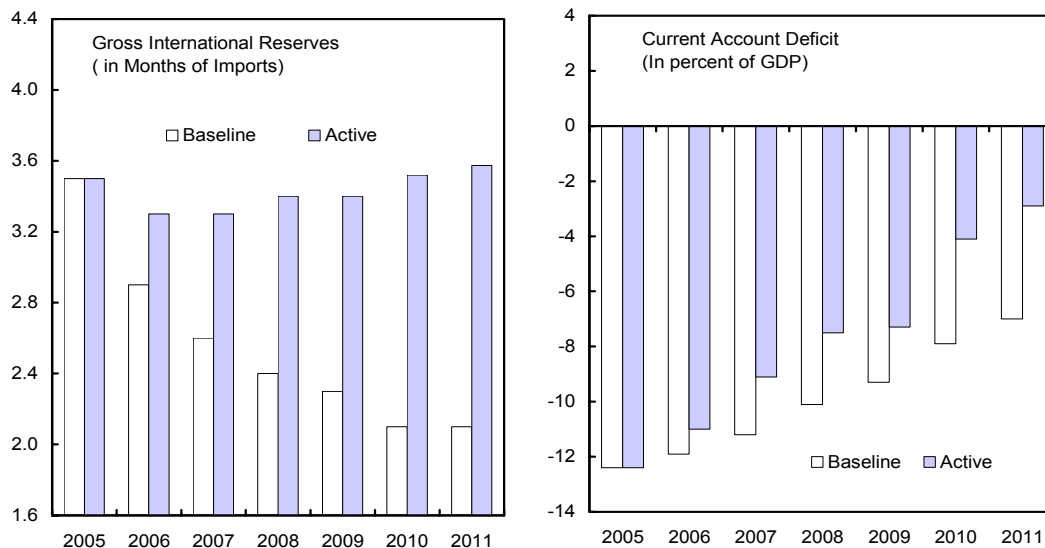 Gross International Reserves
( in Months of Imports)
Baseline Active
4.4
4.0
3.6
3.2
2.8
2.4
2.0
1.6
2005 2006 2007 2008 2009 2010 2011
Current Account Deficit
(In percent of GDP)
4
2
0
-2
-4
-6
-8
-10
-12
-14
Baseline Active
2005 2006 2007 2008 2009 2010 2011